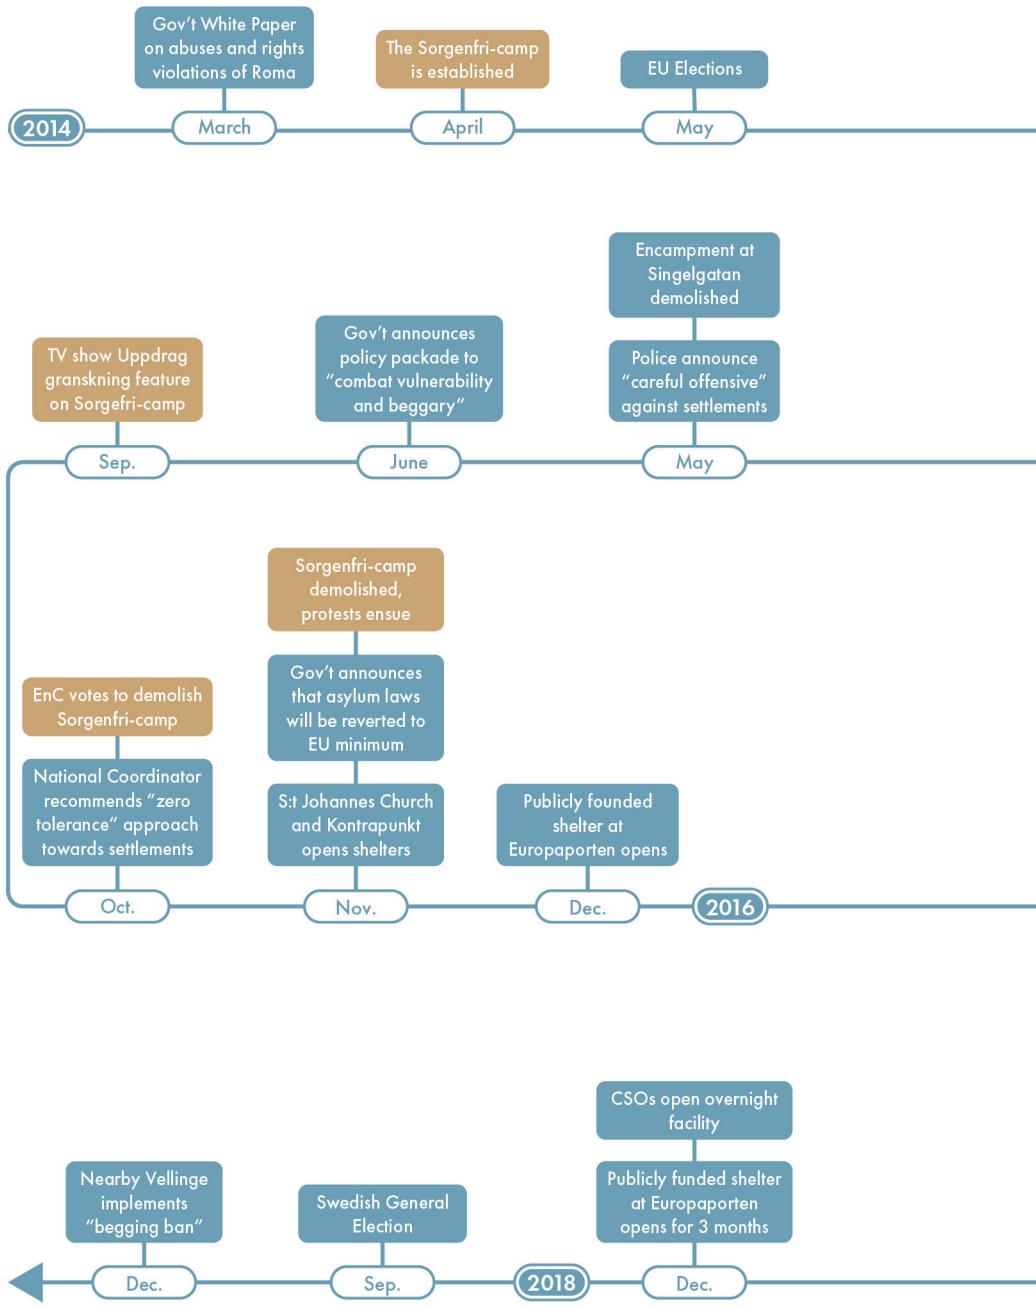 Gov't White Paper
on abuses and rights
violations of Roma
The Sorgenfri-camp
is established
EU Elections
2014
March
April
May
Encampment at
Singelgatan
demolished
TV show Uppdrag
granskning feature
on Sorgefri-camp
Gov't announces
policy packade to
“combat vulnerability
and beggary”
Police announce
“careful offensive”
against settlements
Sep.
June
May
Sorgenfri-camp
demolished,
protests ensue
EnC votes to demolish
Sorgenfri-camp
Gov't announces
that asylum laws
will be reverted to
EU minimum
National Coordinator
recommends “zero
tolerance” approach
towards settlements
S:t Johannes Church
and Kontrapunkt
opens shelters
Publicly founded
shelter at
Europaporten opens
Oct.
Nov.
Dec.
2016
CSOs open overnight
facility
Nearby Vellinge
implements
“begging ban”
Swedish General
Election
Publicly funded shelter
at Europaporten
opens for 3 months
Dec.
Sep.
2018
Dec.